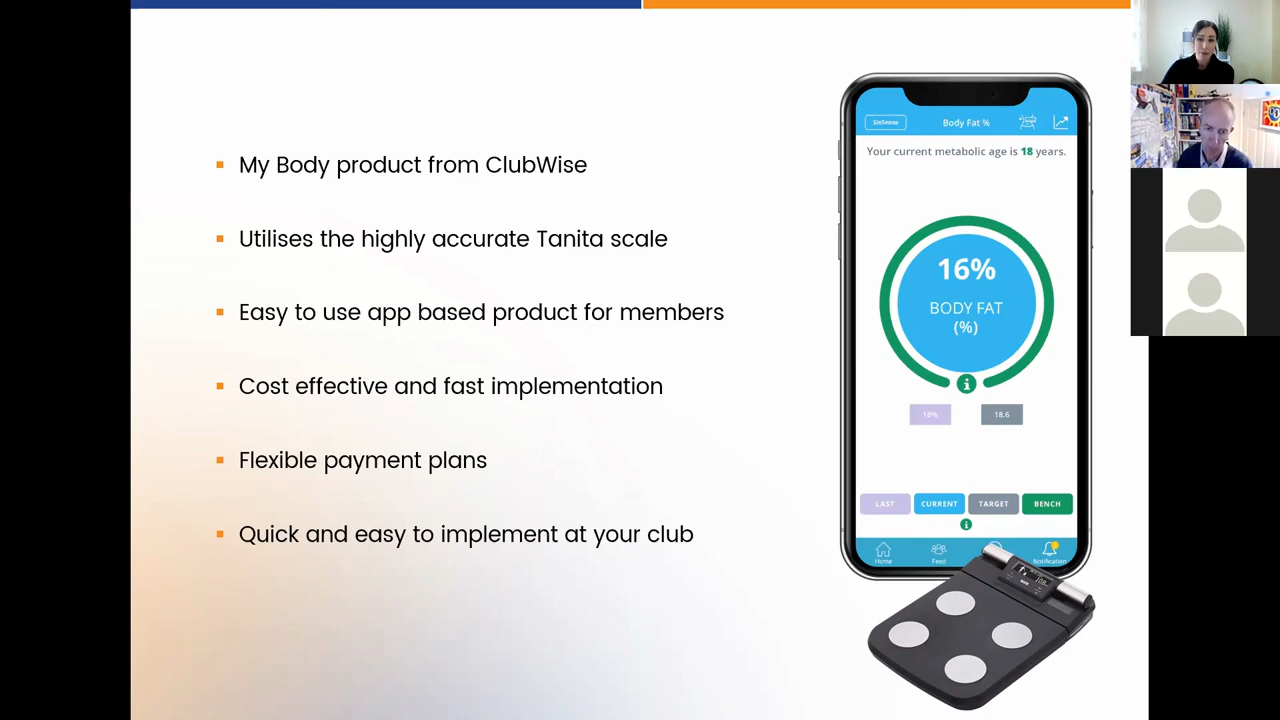 My Body product from ClubWise
Utilises the highly accurate Tanita scale
Easy to use app based product for members
Cost effective and fast implementation
Flexible payment plans
Quick and easy to implement at your club
SixSense
Body Fat %
Your current metabolic age is 18 years.
16%
BODY FAT
(%)
18%
18.6
LAST
CURRENT
TARGET
BENCH
Home
Feed
Notification